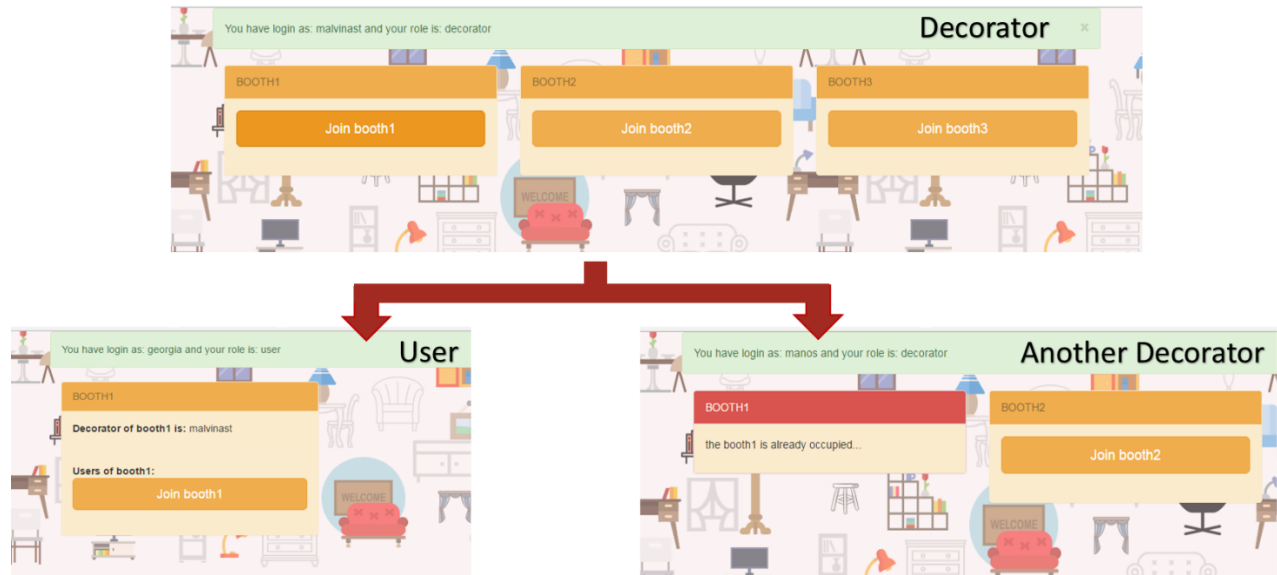 You have login as: malvinast and your role is: decorator
Decorator
×
BOOTH1
BOOTH2
BOOTH3
Join booth1
Join booth2
Join booth3
WELCOME
You have login as: georgia and your role is: user
User
BOOTH1
Decorator of booth1 is: malvinast
Users of booth1:
Join booth1
WELCOME
You have login as: manos and your role is: decorator
Another Decorator
BOOTH1
BOOTH2
the booth1 is already occupied...
Join booth2
WELCOME